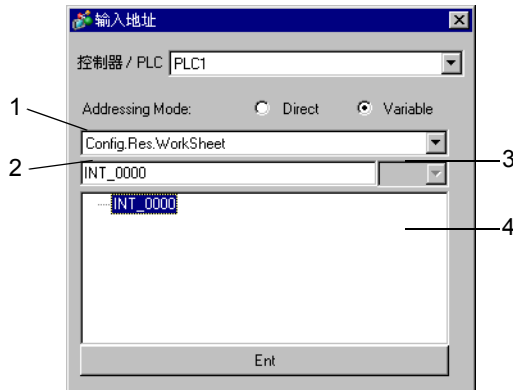 输入地址
控制器 / PLC PLC1
1
Addressing Mode: Direct Variable
Config.Res.WorkSheet
2
3
INT_0000
INT_0000
4
Ent